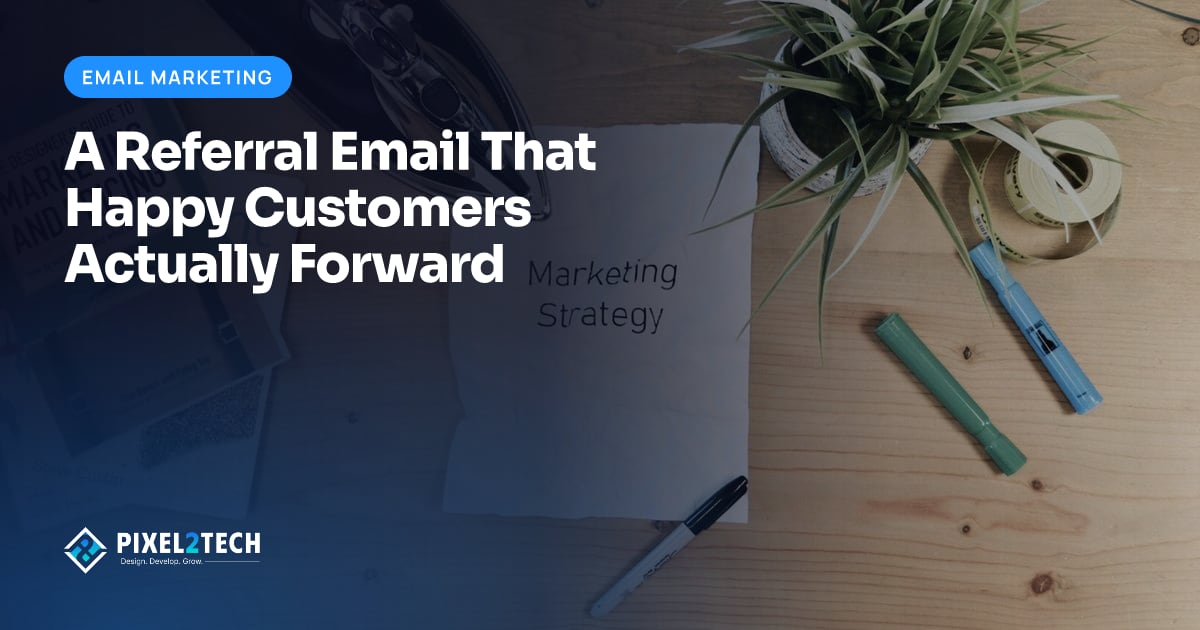 EMAIL MARKETING
A Referral Email That
Happy Customers
Actually Forward
Marketing
Strategy
PIXEL2TECH
Design. Develop. Grow.